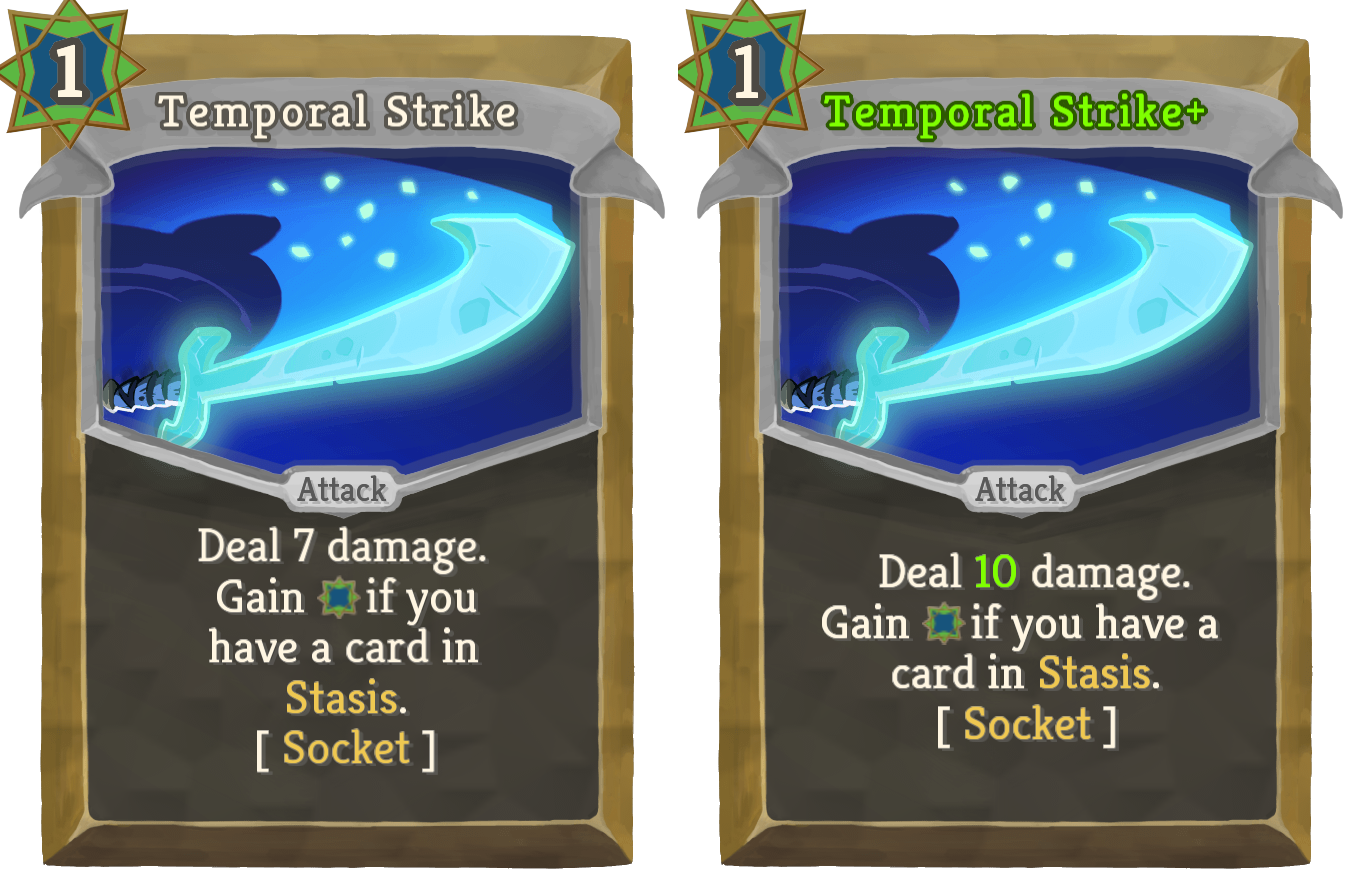 1
Temporal Strike
Attack
Deal 7 damage.
Gain if you
have a card in
Stasis.
[ Socket ]
1
Temporal Strike+
Attack
Deal 10 damage.
Gain if you have a
card in Stasis.
[ Socket ]